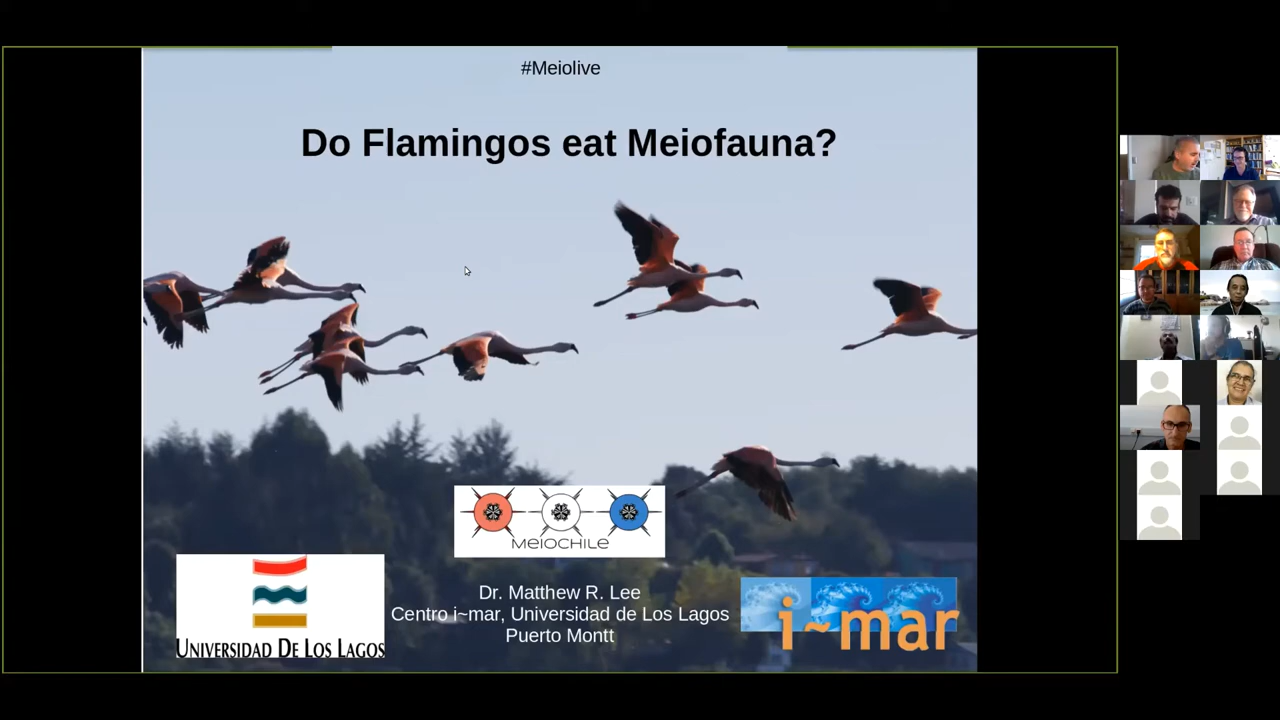 #Meiolive
Do Flamingos eat Meiofauna?
MEIOCHILE
Dr. Matthew R. Lee
Centro i~mar, Universidad de Los Lagos
Puerto Montt
UNIVERSIDAD DE LOS LAGOS
i~mar